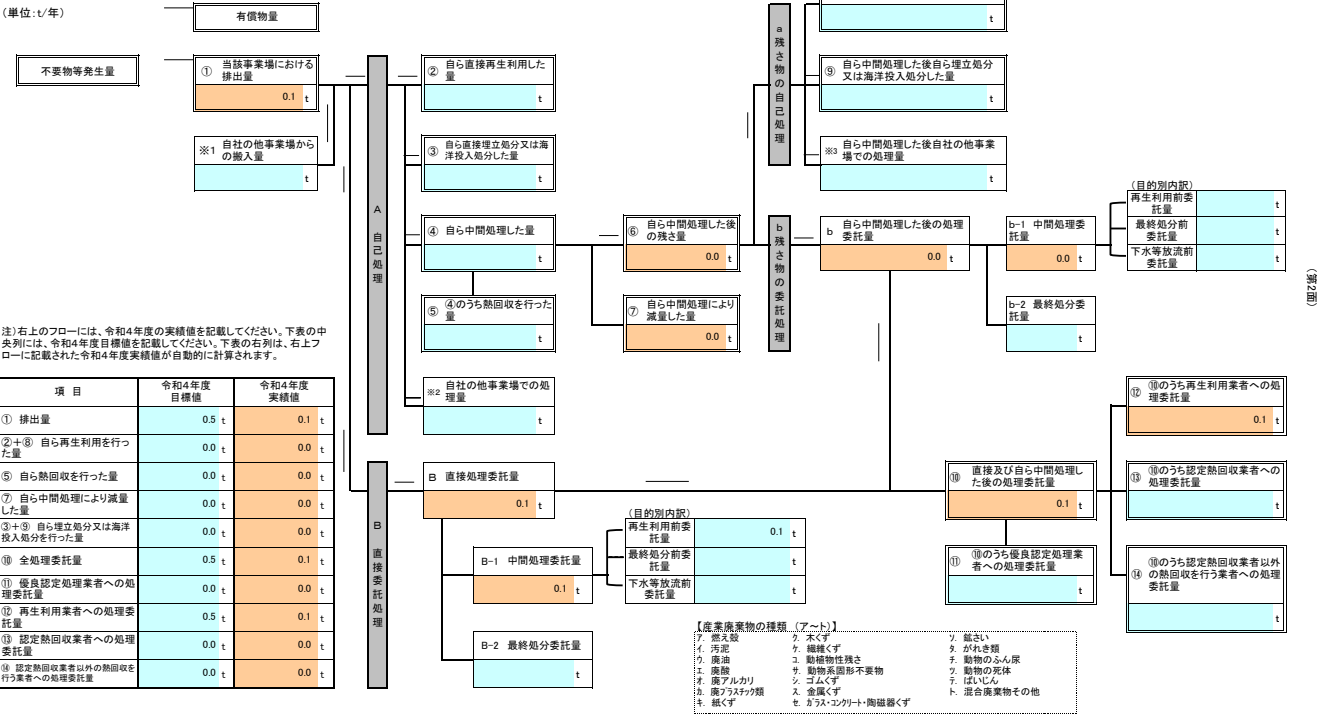 （単位:t/年）
有償物量
t
不要物等発生量
① 当該事業場における
排出量
0.1 t
※1 自社の他事業場から
の搬入量
t
A 自己処理
② 自ら直接再生利用した
量
t
③ 自ら直接埋立処分又は海
洋投入処分した量
t
④ 自ら中間処理した量
t
⑤ ④のうち熱回収を行った
量
t
※2 自社の他事業場での処
理量
t
⑥ 自ら中間処理した後
の残さ量
0.0 t
⑦ 自ら中間処理により
減量した量
0.0 t
a 残さ物の自己処理
⑨ 自ら中間処理した後自ら埋立処分
又は海洋投入処分した量
t
※3 自ら中間処理した後自社の他事業
場での処理量
t
b 残さ物の委託処理
b 自ら中間処理した後の処理
委託量
0.0 t
b-1 中間処理委
託量
0.0 t
b-2 最終処分委
託量
t
（目的別内訳）
再生利用前委
託量
t
最終処分前
委託量
t
下水等放流前
委託量
t
（第2面）
注）右上のフローには、令和４年度の実績値を記載してください。下表の中
央列には、令和４年度目標値を記載してください。下表の右列は、右上フ
ローに記載された令和４年度実績値が自動的に計算されます。
項 目 令和４年度
目標値 令和４年度
実績値
① 排出量 0.5 t 0.1 t
②＋⑧ 自ら再生利用を行っ
た量 0.0 t 0.0 t
⑤ 自ら熱回収を行った量 0.0 t 0.0 t
⑦ 自ら中間処理により減量
した量 0.0 t 0.0 t
③＋⑨ 自ら埋立処分又は海洋
投入処分を行った量 0.0 t 0.0 t
⑩ 全処理委託量 0.5 t 0.1 t
⑪ 優良認定処理業者への処
理委託量 0.0 t 0.0 t
⑫ 再生利用業者への処理委
託量 0.5 t 0.1 t
⑬ 認定熱回収業者への処理
委託量 0.0 t 0.0 t
⑭ 認定熱回収業者以外の熱回収を
行う業者への処理委託量 0.0 t 0.0 t
B 直接委託処理
B 直接処理委託量
0.1 t
B-1 中間処理委託量
0.1 t
B-2 最終処分委託量
t
（目的別内訳）
再生利用前委
託量
0.1 t
最終処分前委
託量
t
下水等放流前
委託量
t
⑩ 直接及び自ら中間処理し
た後の処理委託量
0.1 t
⑪ ⑩のうち優良認定処理業
者への処理委託量
t
⑫ ⑩のうち再生利用業者への処
理委託量
0.1 t
⑬ ⑩のうち認定熱回収業者への
処理委託量
t
⑭ ⑩のうち認定熱回収業者以外
の熱回収を行う業者への処理
委託量
t
【産業廃棄物の種類 （ア～ト）】
ア. 燃え殻 ク. 木くず ソ. 鉱さい
イ. 汚泥 ケ. 繊維くず タ. がれき類
ウ. 廃油 コ. 動植物性残さ チ. 動物のふん尿
エ. 廃酸 サ. 動物系固形不要物 ツ. 動物の死体
オ. 廃アルカリ シ. ゴムくず テ. ばいじん
カ. 廃プラスチック類 ス. 金属くず ト. 混合廃棄物その他
キ. 紙くず セ. ガラス・コンクリート・陶磁器くず